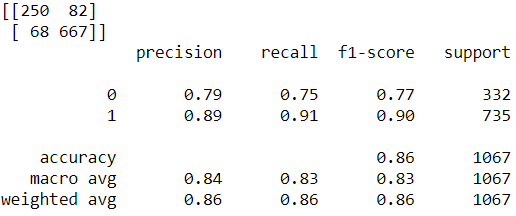 [[250  82]
 [ 68 667]]
              precision    recall  f1-score   support

           0       0.79      0.75      0.77       332
           1       0.89      0.91      0.90       735

    accuracy                           0.86      1067
   macro avg       0.84      0.83      0.83      1067
weighted avg       0.86      0.86      0.86      1067